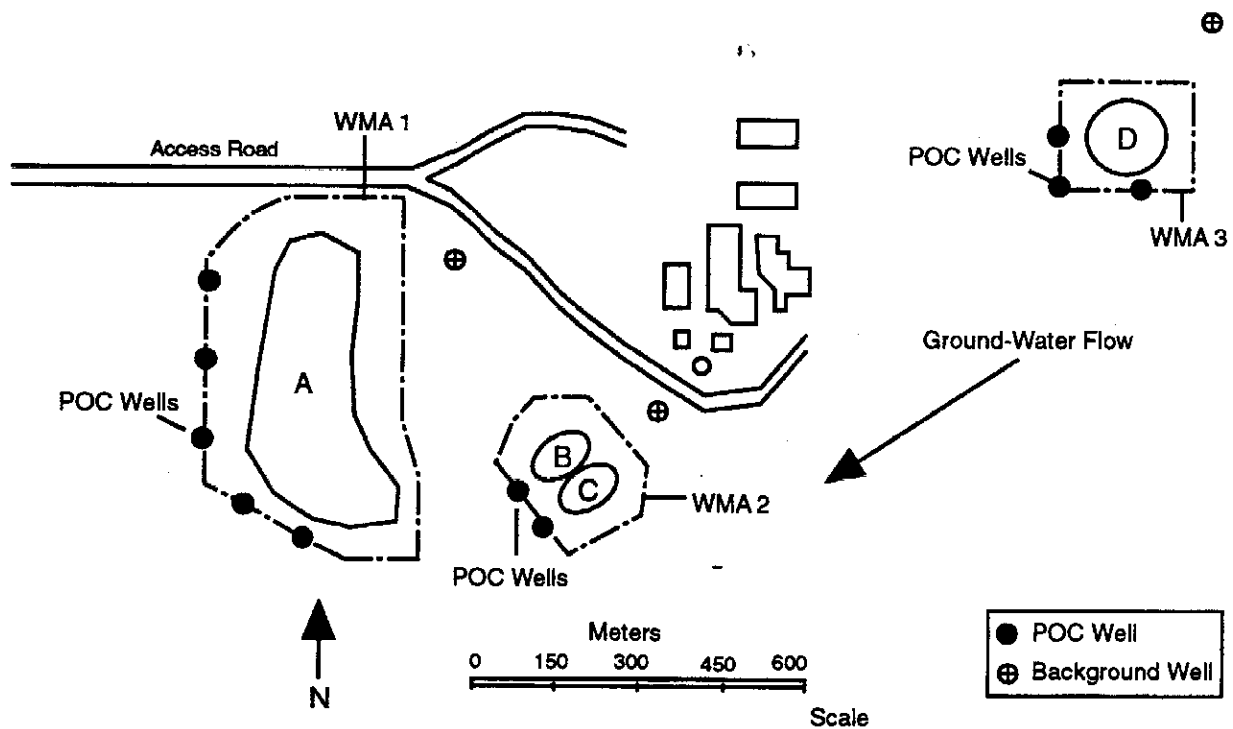 WMA 1
Access Road
POC Wells
D
WMA 3
Ground-Water Flow
A
POC Wells
B
C
WMA 2
POC Wells
N
Meters
0 150 300 450 600
Scale
POC Well
Background Well